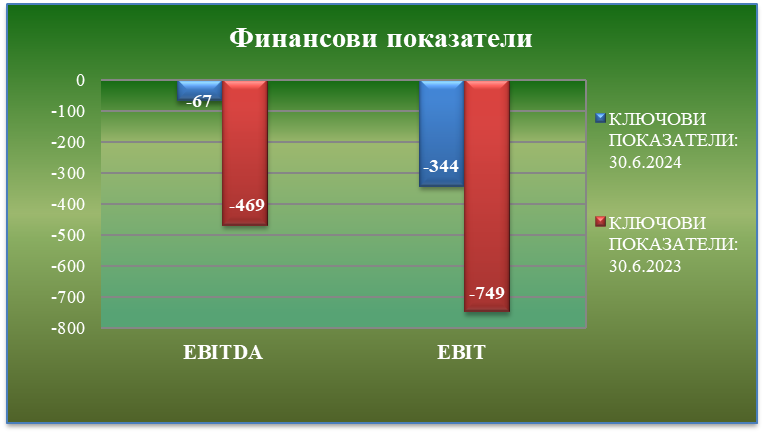 Финансови показатели
0
-100
-200
-300
-400
-500
-600
-700
-800
-67
-469
-344
-749
EBITDA
EBIT
КЛЮЧОВИ
ПОКАЗАТЕЛИ:
30.6.2024
КЛЮЧОВИ
ПОКАЗАТЕЛИ:
30.6.2023